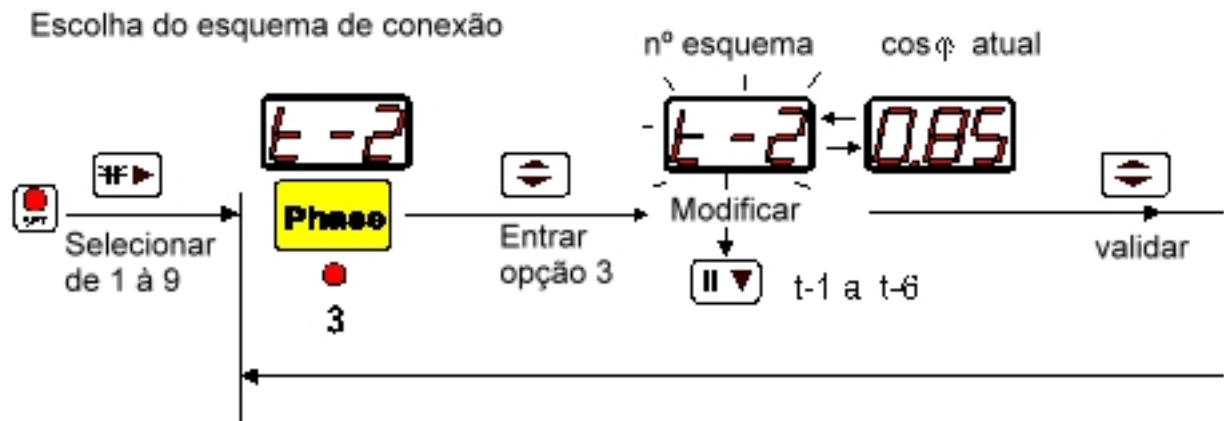 Escolha do esquema de conexão
nº esquema
cos φ atual
t-2
t-2
0.85
Phase
Selecionar
de 1 à 9
Entrar
opção 3
Modificar
validar
t-1 a t-6
3